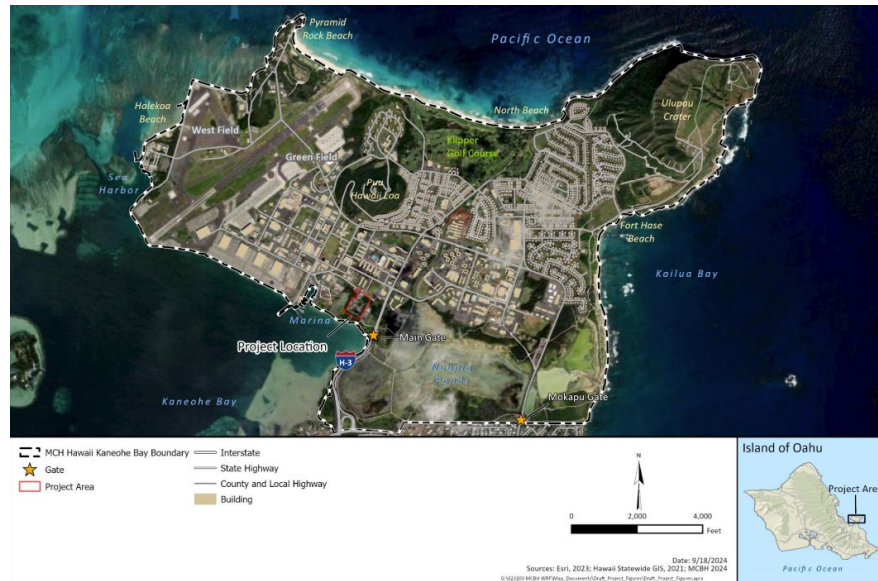 Pyramid
Rock Beach
Pacific Ocean
Halekoa
Beach
West Field
North Beach
Ulupau
Crater
Klipper
Golf Course
Green Field
Sea
Harbor
Puu
Hawaii Loa
Fort Hase
Beach
Kailua Bay
Marina
Project Location
Main Gate
H-3
Kaneohe Bay
Mokapu Gate
MCH Hawaii Kaneohe Bay Boundary
Gate
Project Area
Interstate
State Highway
County and Local Highway
Building
N
0 2,000 4,000
Feet
Date: 9/18/2024
Sources: Esri, 2023; Hawaii Statewide GIS, 2021; MCBH 2024
Island of Oahu
Project Are
Pacific Ocean